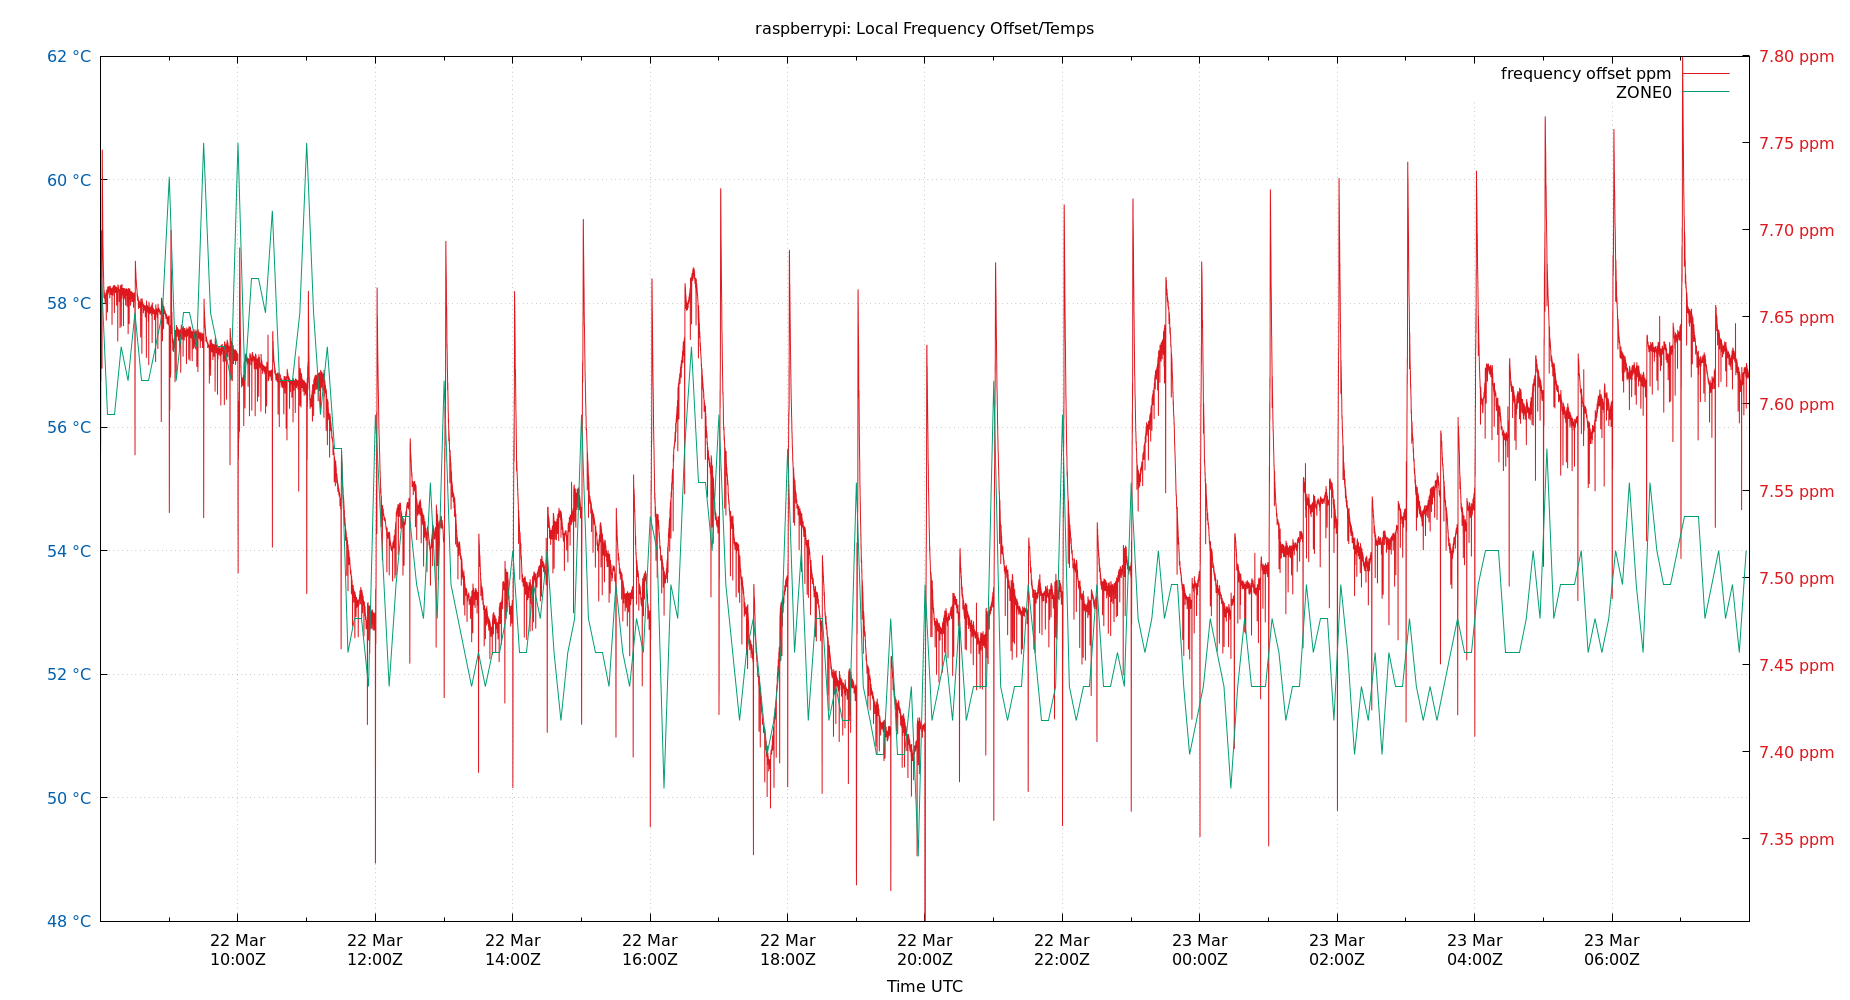 raspberrypi: Local Frequency Offset/Temps
62 °C
7.80 ppm
frequency offset ppm
ZONE0
7.75 ppm
60 °C
7.70 ppm
58 °C
7.65 ppm
56 °C
7.60 ppm
54 °C
7.55 ppm
7.50 ppm
52 °C
7.45 ppm
50 °C
7.40 ppm
7.35 ppm
48 °C
22 Mar 22 Mar 22 Mar 22 Mar 22 Mar 22 Mar 22 Mar 23 Mar 23 Mar 23 Mar 23 Mar
10:00Z 12:00Z 14:00Z 16:00Z 18:00Z 20:00Z 22:00Z 00:00Z 02:00Z 04:00Z 06:00Z
Time UTC